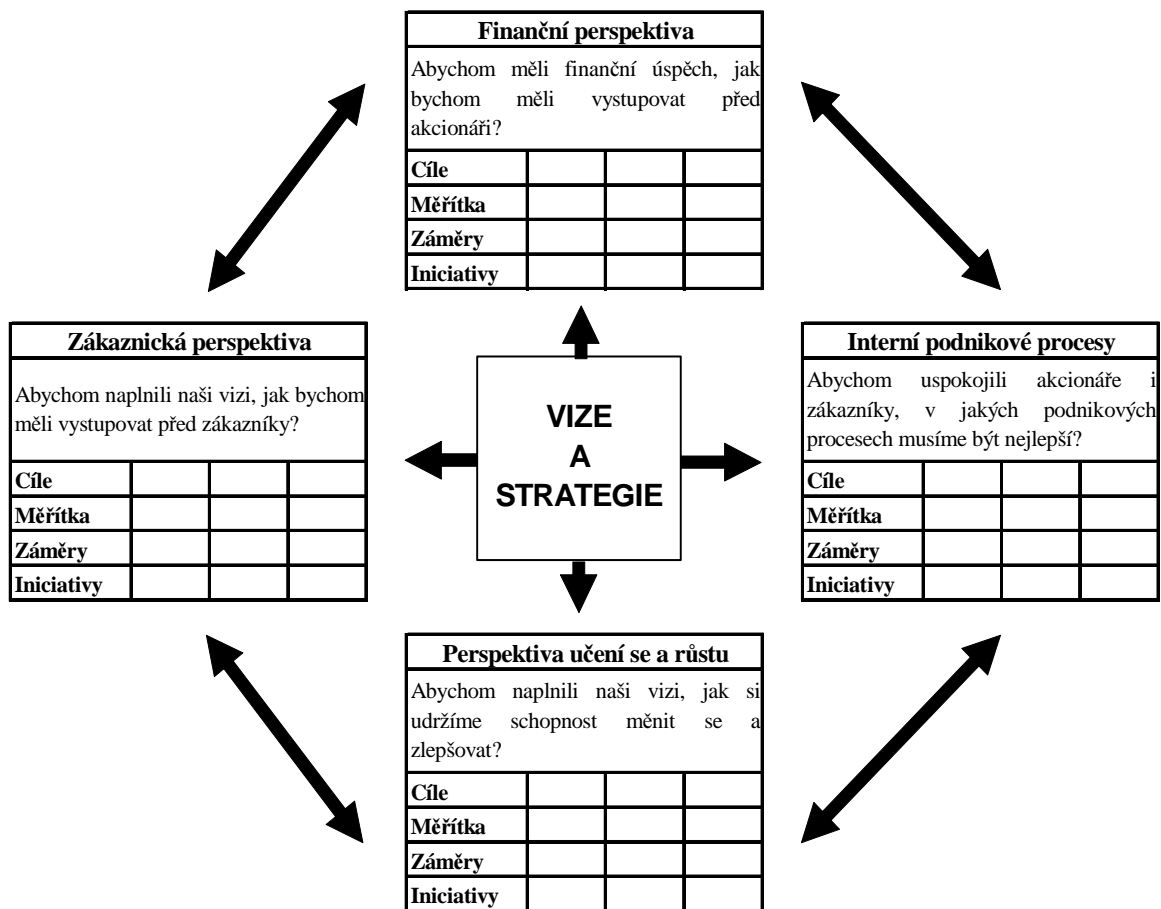 Finanční perspektiva
Abychom měli finanční úspěch, jak
bychom měli vystupovat před
akcionáři?
Cíle
Měřítka
Záměry
Iniciativy
Zákaznická perspektiva
Abychom naplnili naši vizi, jak bychom
měli vystupovat před zákazníky?
Cíle
Měřítka
Záměry
Iniciativy
VIZE
A
STRATEGIE
Interní podnikové procesy
Abychom uspokojili akcionáře i
zákazníky, v jakých podnikových
procesech musíme být nejlepší?
Cíle
Měřítka
Záměry
Iniciativy
Perspektiva učení se a růstu
Abychom naplnili naši vizi, jak si
udržíme schopnost měnit se a
zlepšovat?
Cíle
Měřítka
Záměry
Iniciativy